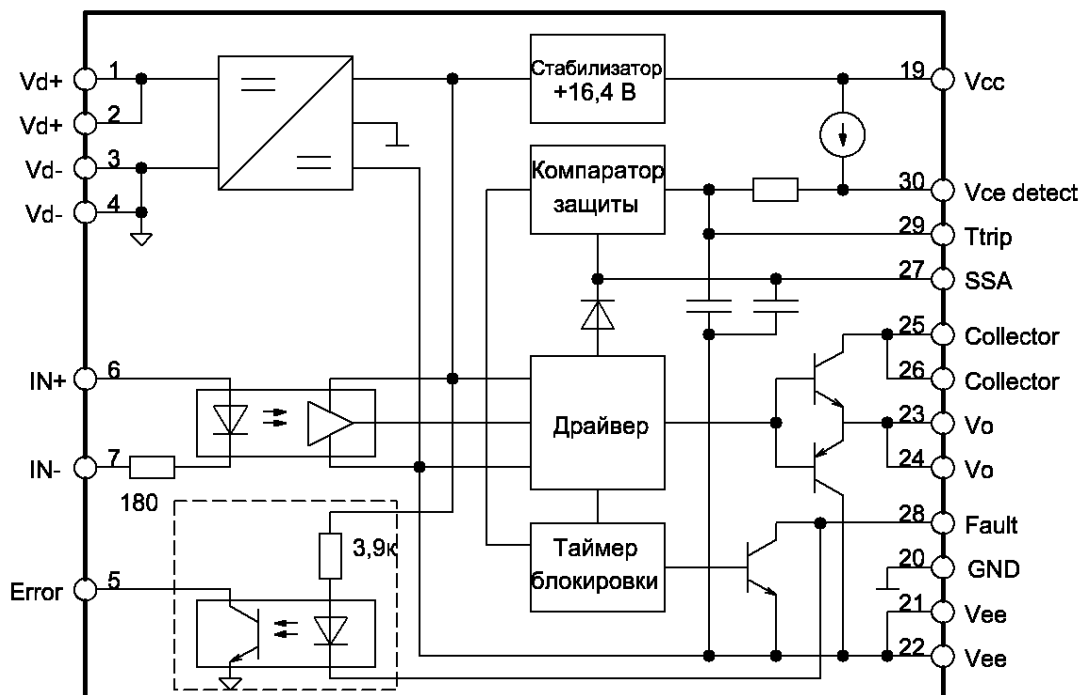 Vd+ 1
Vd+ 2
Vd- 3
Vd- 4
Стабилизатор
+16,4 В
19 Vcc
Компаратор
защиты
30 Vce detect
29 Ttrip
27 SSA
25 Collector
26 Collector
IN+ 6
IN- 7
180
Драйвер
23 Vo
24 Vo
3,9к
Таймер
блокировки
28 Fault
20 GND
Error 5
21 Vee
22 Vee